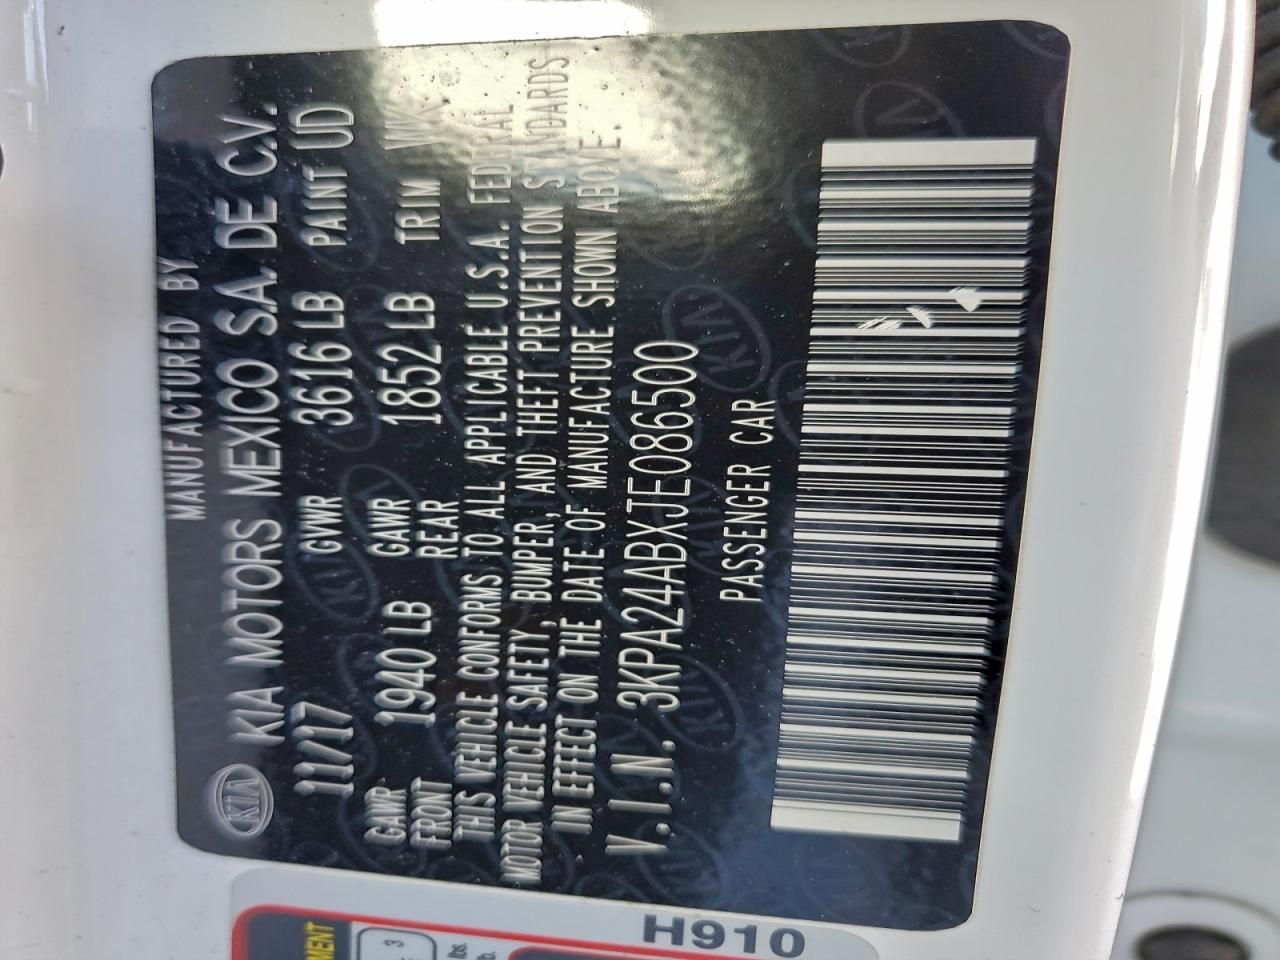 KIA
MANUFACTURED BY
KIA MOTORS MEXICO S.A. DE C.V.
11/17 GVWR 3616 LB PAINT UD
GAWR FRONT 1940 LB GAWR REAR 1852 LB TRIM WK
THIS VEHICLE CONFORMS TO ALL APPLICABLE U.S.A. FEDERAL
MOTOR VEHICLE SAFETY, BUMPER, AND THEFT PREVENTION STANDARDS
IN EFFECT ON THE DATE OF MANUFACTURE SHOWN ABOVE.
V.I.N. 3KPA24ABXJE086500
PASSENGER CAR
H910